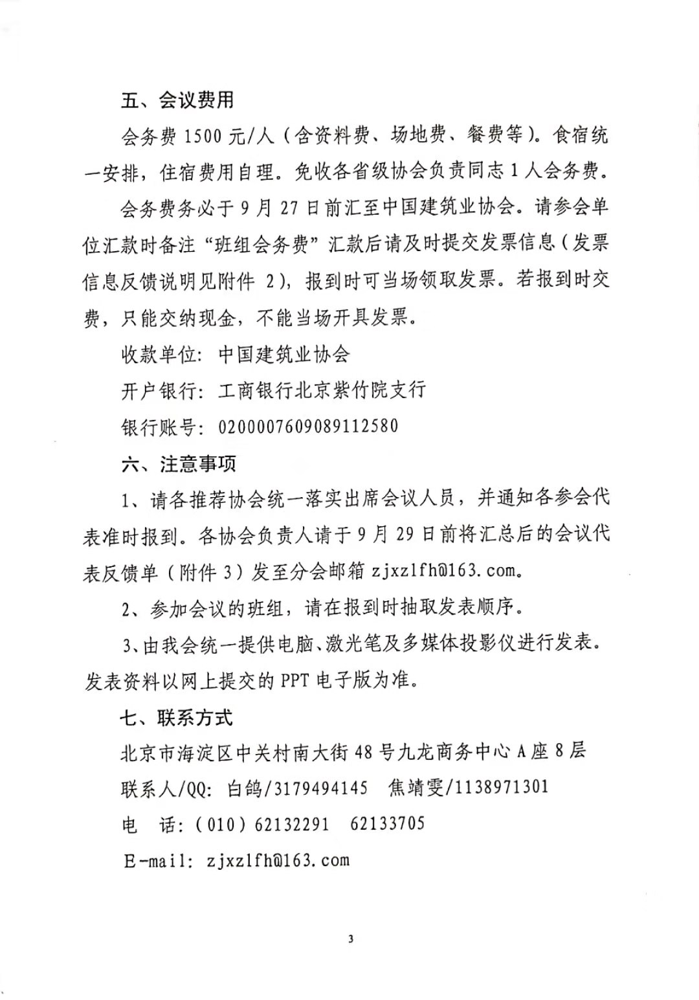 五、会议费用
会务费 1500 元/人（含资料费、场地费、餐费等）。食宿统
一安排，住宿费用自理。免收各省级协会负责同志 1 人会务费。
会务费务必于 9 月 27 日前汇至中国建筑业协会。请参会单
位汇款时备注“班组会务费”汇款后请及时提交发票信息（发票
信息反馈说明见附件 2），报到时可当场领取发票。若报到时交
费，只能交纳现金，不能当场开具发票。
收款单位：中国建筑业协会
开户银行：工商银行北京紫竹院支行
银行账号：0200007609089112580
六、注意事项
1、请各推荐协会统一落实出席会议人员，并通知各参会代
表准时报到。各协会负责人请于 9 月 29 日前将汇总后的会议代
表反馈单（附件 3）发至分会邮箱 zjxzlfh@163.com。
2、参加会议的班组，请在报到时抽取发表顺序。
3、由我会统一提供电脑、激光笔及多媒体投影仪进行发表。
发表资料以网上提交的 PPT 电子版为准。
七、联系方式
北京市海淀区中关村南大街 48 号九龙商务中心 A 座 8 层
联系人/QQ：白鸽/3179494145 焦靖雯/1138971301
电 话：（010）62132291 62133705
E-mail：zjxzlfh@163.com
3